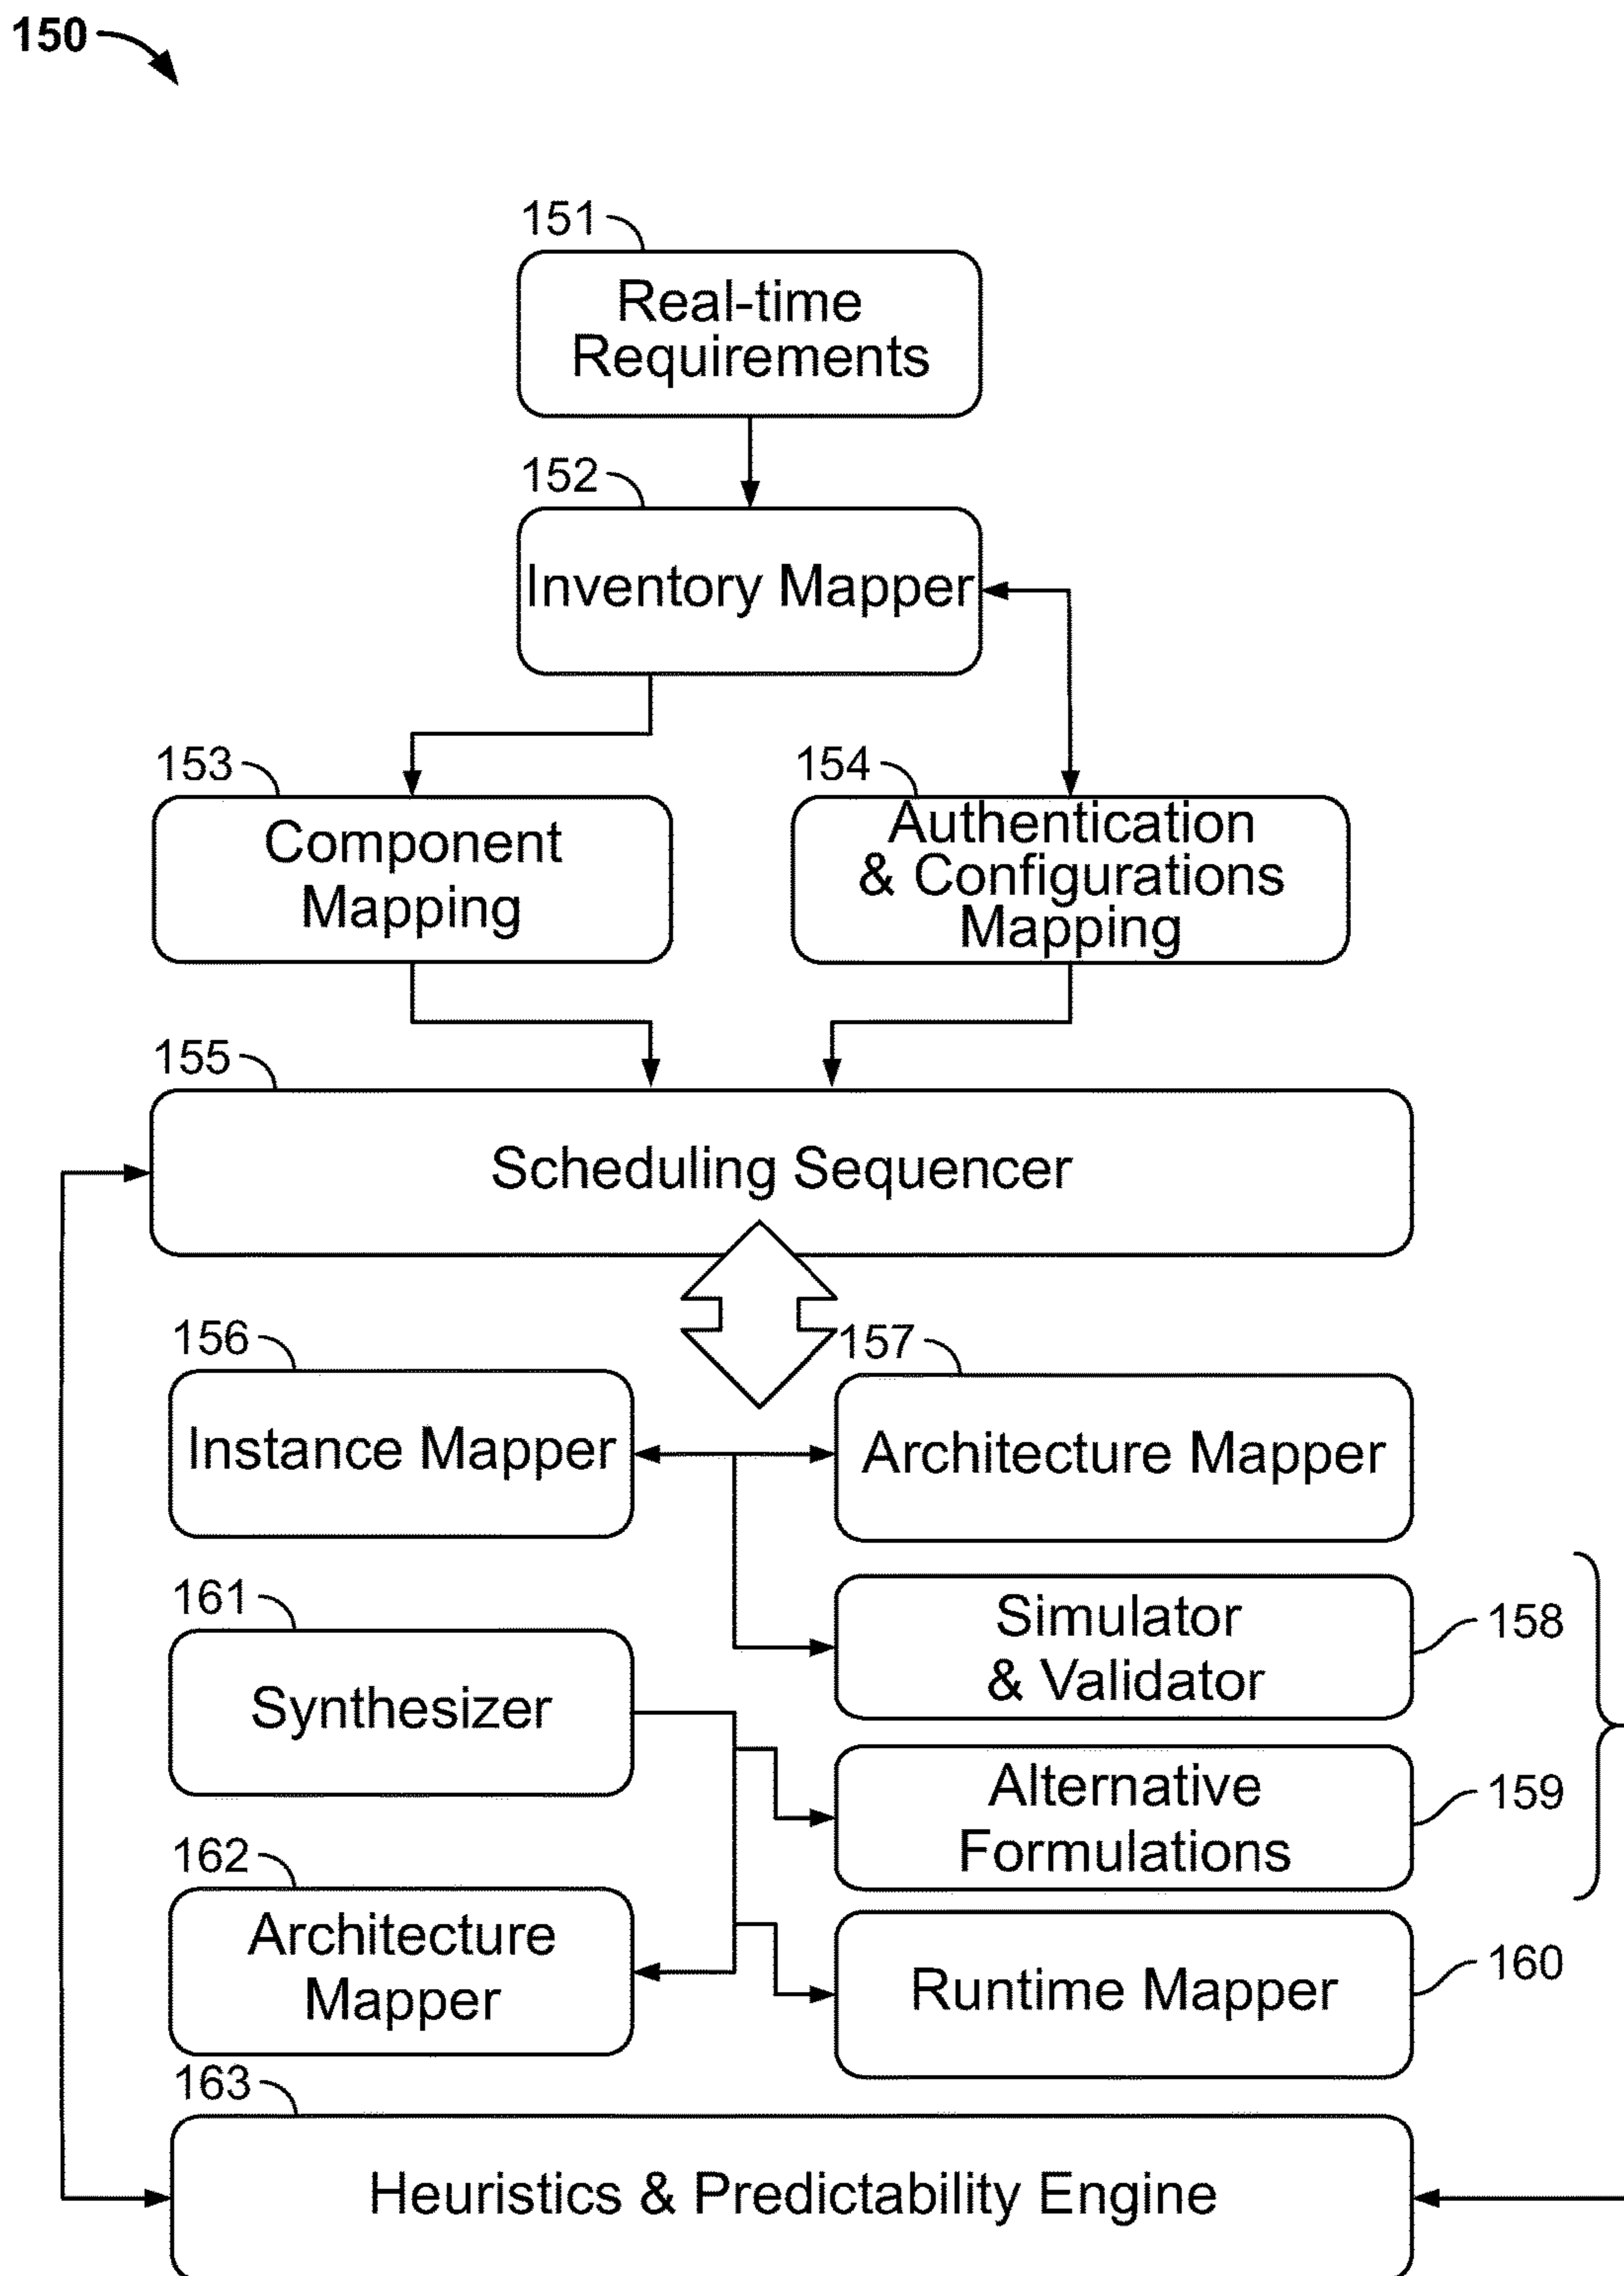 150
151
Real-time
Requirements
152
Inventory Mapper
153
Component
Mapping
154
Authentication
& Configurations
Mapping
155
Scheduling Sequencer
156
Instance Mapper
157
Architecture Mapper
Simulator
& Validator
158
161
Synthesizer
Alternative
Formulations
159
162
Architecture
Mapper
Runtime Mapper
160
163
Heuristics & Predictability Engine